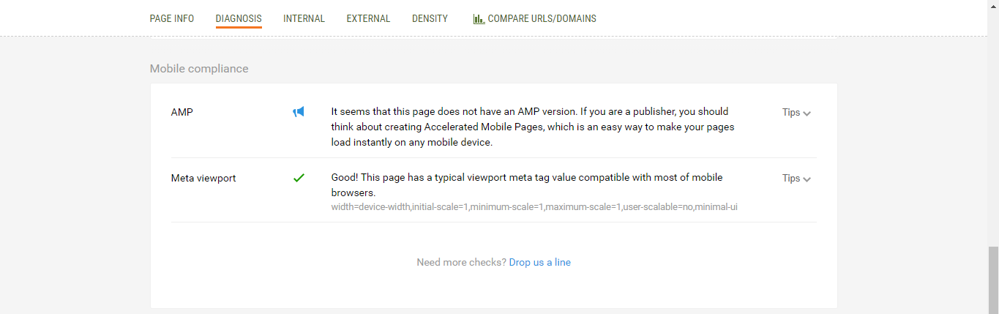 PAGE INFO DIAGNOSIS INTERNAL EXTERNAL DENSITY COMPARE URLS/DOMAINS
Mobile compliance
AMP It seems that this page does not have an AMP version. If you are a publisher, you should Tips
think about creating Accelerated Mobile Pages, which is an easy way to make your pages
load instantly on any mobile device.
Meta viewport Good! This page has a typical viewport meta tag value compatible with most of mobile Tips
browsers.
width=device-width,initial-scale=1,minimum-scale=1,maximum-scale=1,user-scalable=no,minimal-ui
Need more checks? Drop us a line